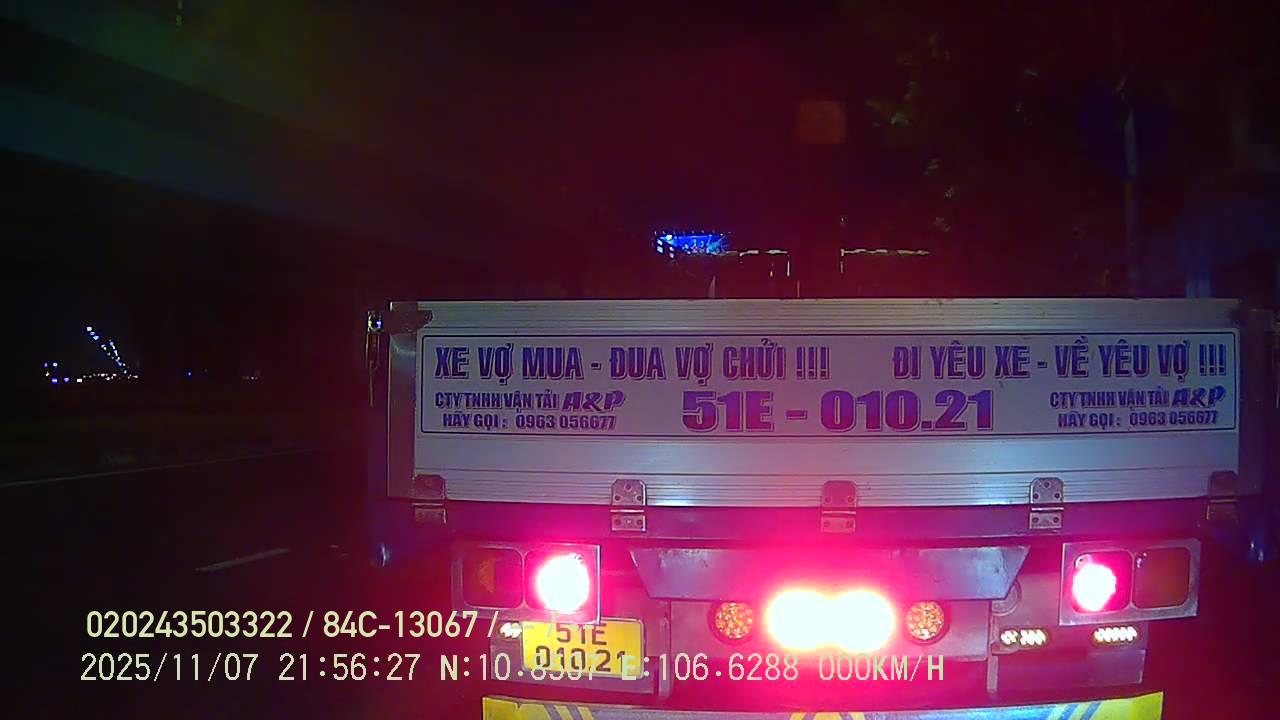 XE VỢ MUA - ĐUA VỢ CHỬI !!! ĐI YÊU XE - VỀ YÊU VỢ !!!
CTY TNHH VẬN TẢI A&P
HÃY GỌI : 0963 056677
51E - 010.21
CTY TNHH VẬN TẢI A&P
HÃY GỌI : 0963 056677
51E
010.21
020243503322 / 84C-13067 /
2025/11/07 21:56:27 N:10.8507 E:106.6288 000KM/H